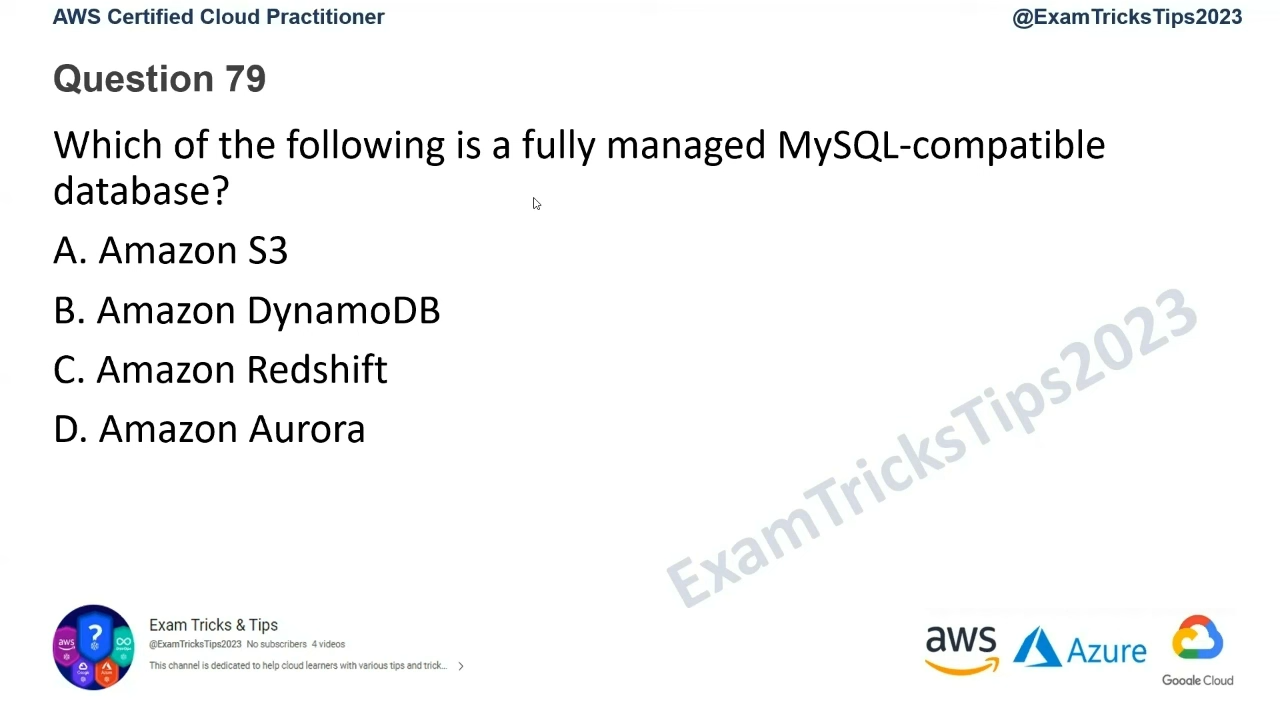 AWS Certified Cloud Practitioner
@ExamTricksTips2023
Question 79
Which of the following is a fully managed MySQL-compatible
database?
A. Amazon S3
B. Amazon DynamoDB
C. Amazon Redshift
D. Amazon Aurora
ExamTricksTips2023
Exam Tricks & Tips
@ExamTricksTips2023 No subscribers 4 videos
This channel is dedicated to help cloud learners with various tips and trick...
?
aws
aws
Azure
Google Cloud